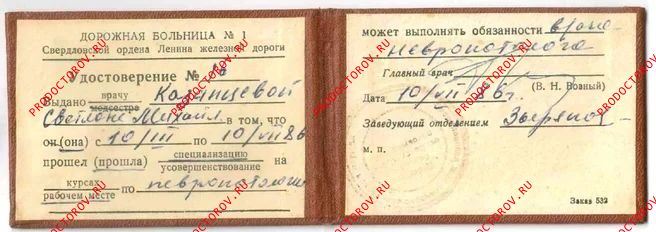 ДОРОЖНАЯ БОЛЬНИЦА № 1
Свердловской ордена Ленина железной дороги
Удостоверение №
Выдано врачу медсестре Казанцевой
Светлане Михайл. в том, что
он (она) с 10/III по 10/VII 86
прошел (прошла) специализацию усовершенствование на
курсах рабочем месте по невропатологии
может выполнять обязанности врача-
невропатолога
Главный врач
(В. Н. Возный)
Дата 10/VII 86 г.
Заведующий отделением
М. П.
Заказ 532
PRODOCTOROV.RU